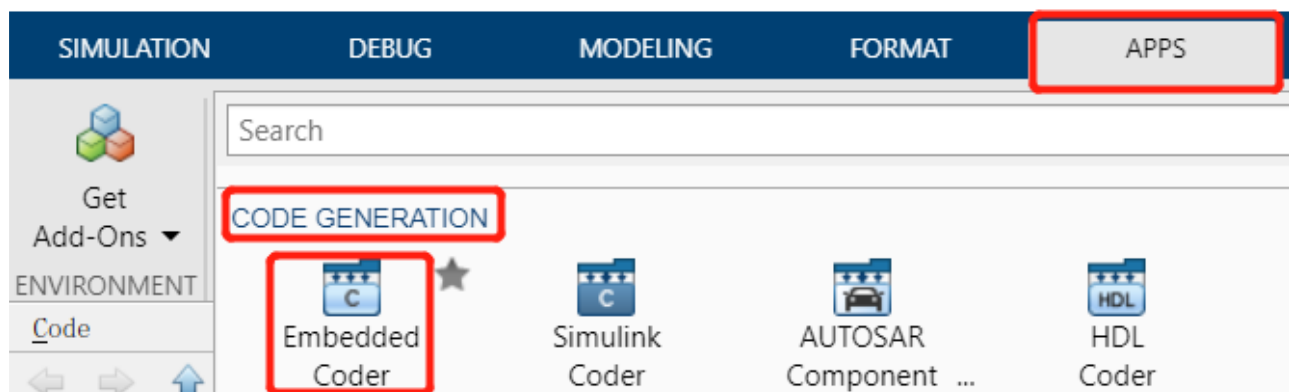 SIMULATION DEBUG MODELING FORMAT APPS
Search
Get
Add-Ons
ENVIRONMENT
Code
CODE GENERATION
C
Embedded
Coder
C
Simulink
Coder
AUTOSAR
Component ...
HDL
HDL
Coder